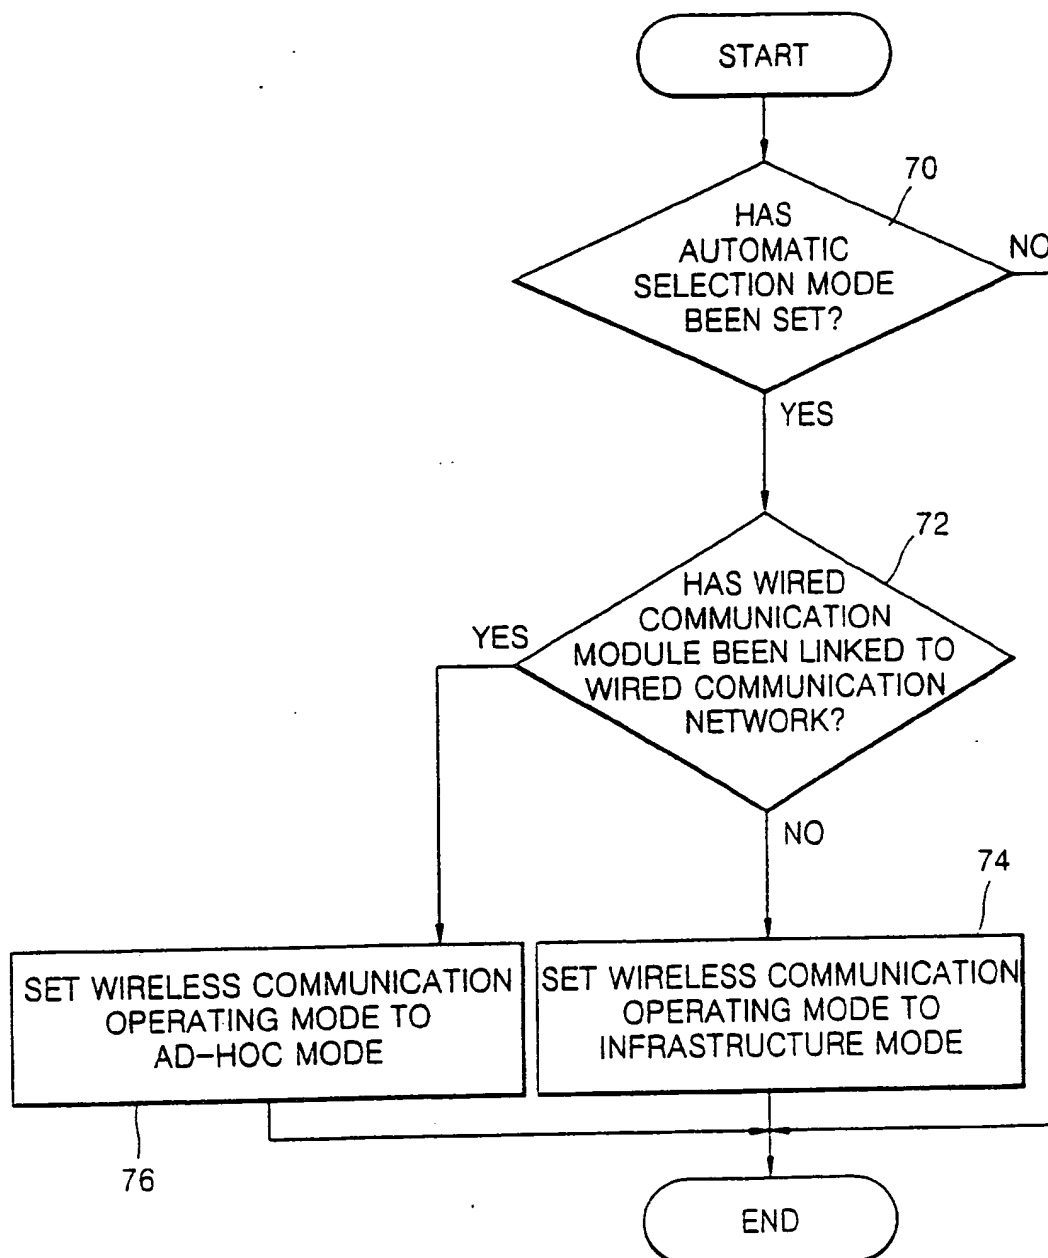 START
70
HAS
AUTOMATIC
SELECTION MODE
BEEN SET?
NO
YES
72
HAS WIRED
COMMUNICATION
MODULE BEEN LINKED TO
WIRED COMMUNICATION
NETWORK?
YES
NO
74
SET WIRELESS COMMUNICATION
OPERATING MODE TO
AD-HOC MODE
SET WIRELESS COMMUNICATION
OPERATING MODE TO
INFRASTRUCTURE MODE
76
END